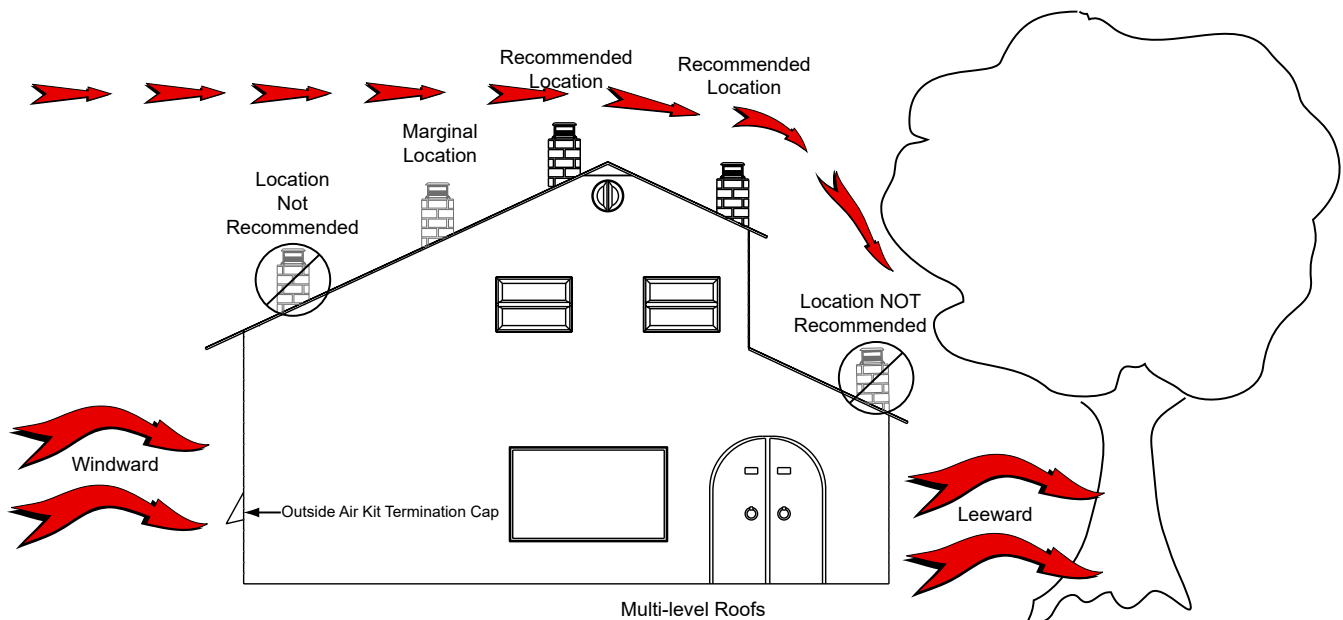 Recommended
Location
Recommended
Location
Marginal
Location
Location
Not
Recommended
Location NOT
Recommended
Windward
Outside Air Kit Termination Cap
Leeward
Multi-level Roofs